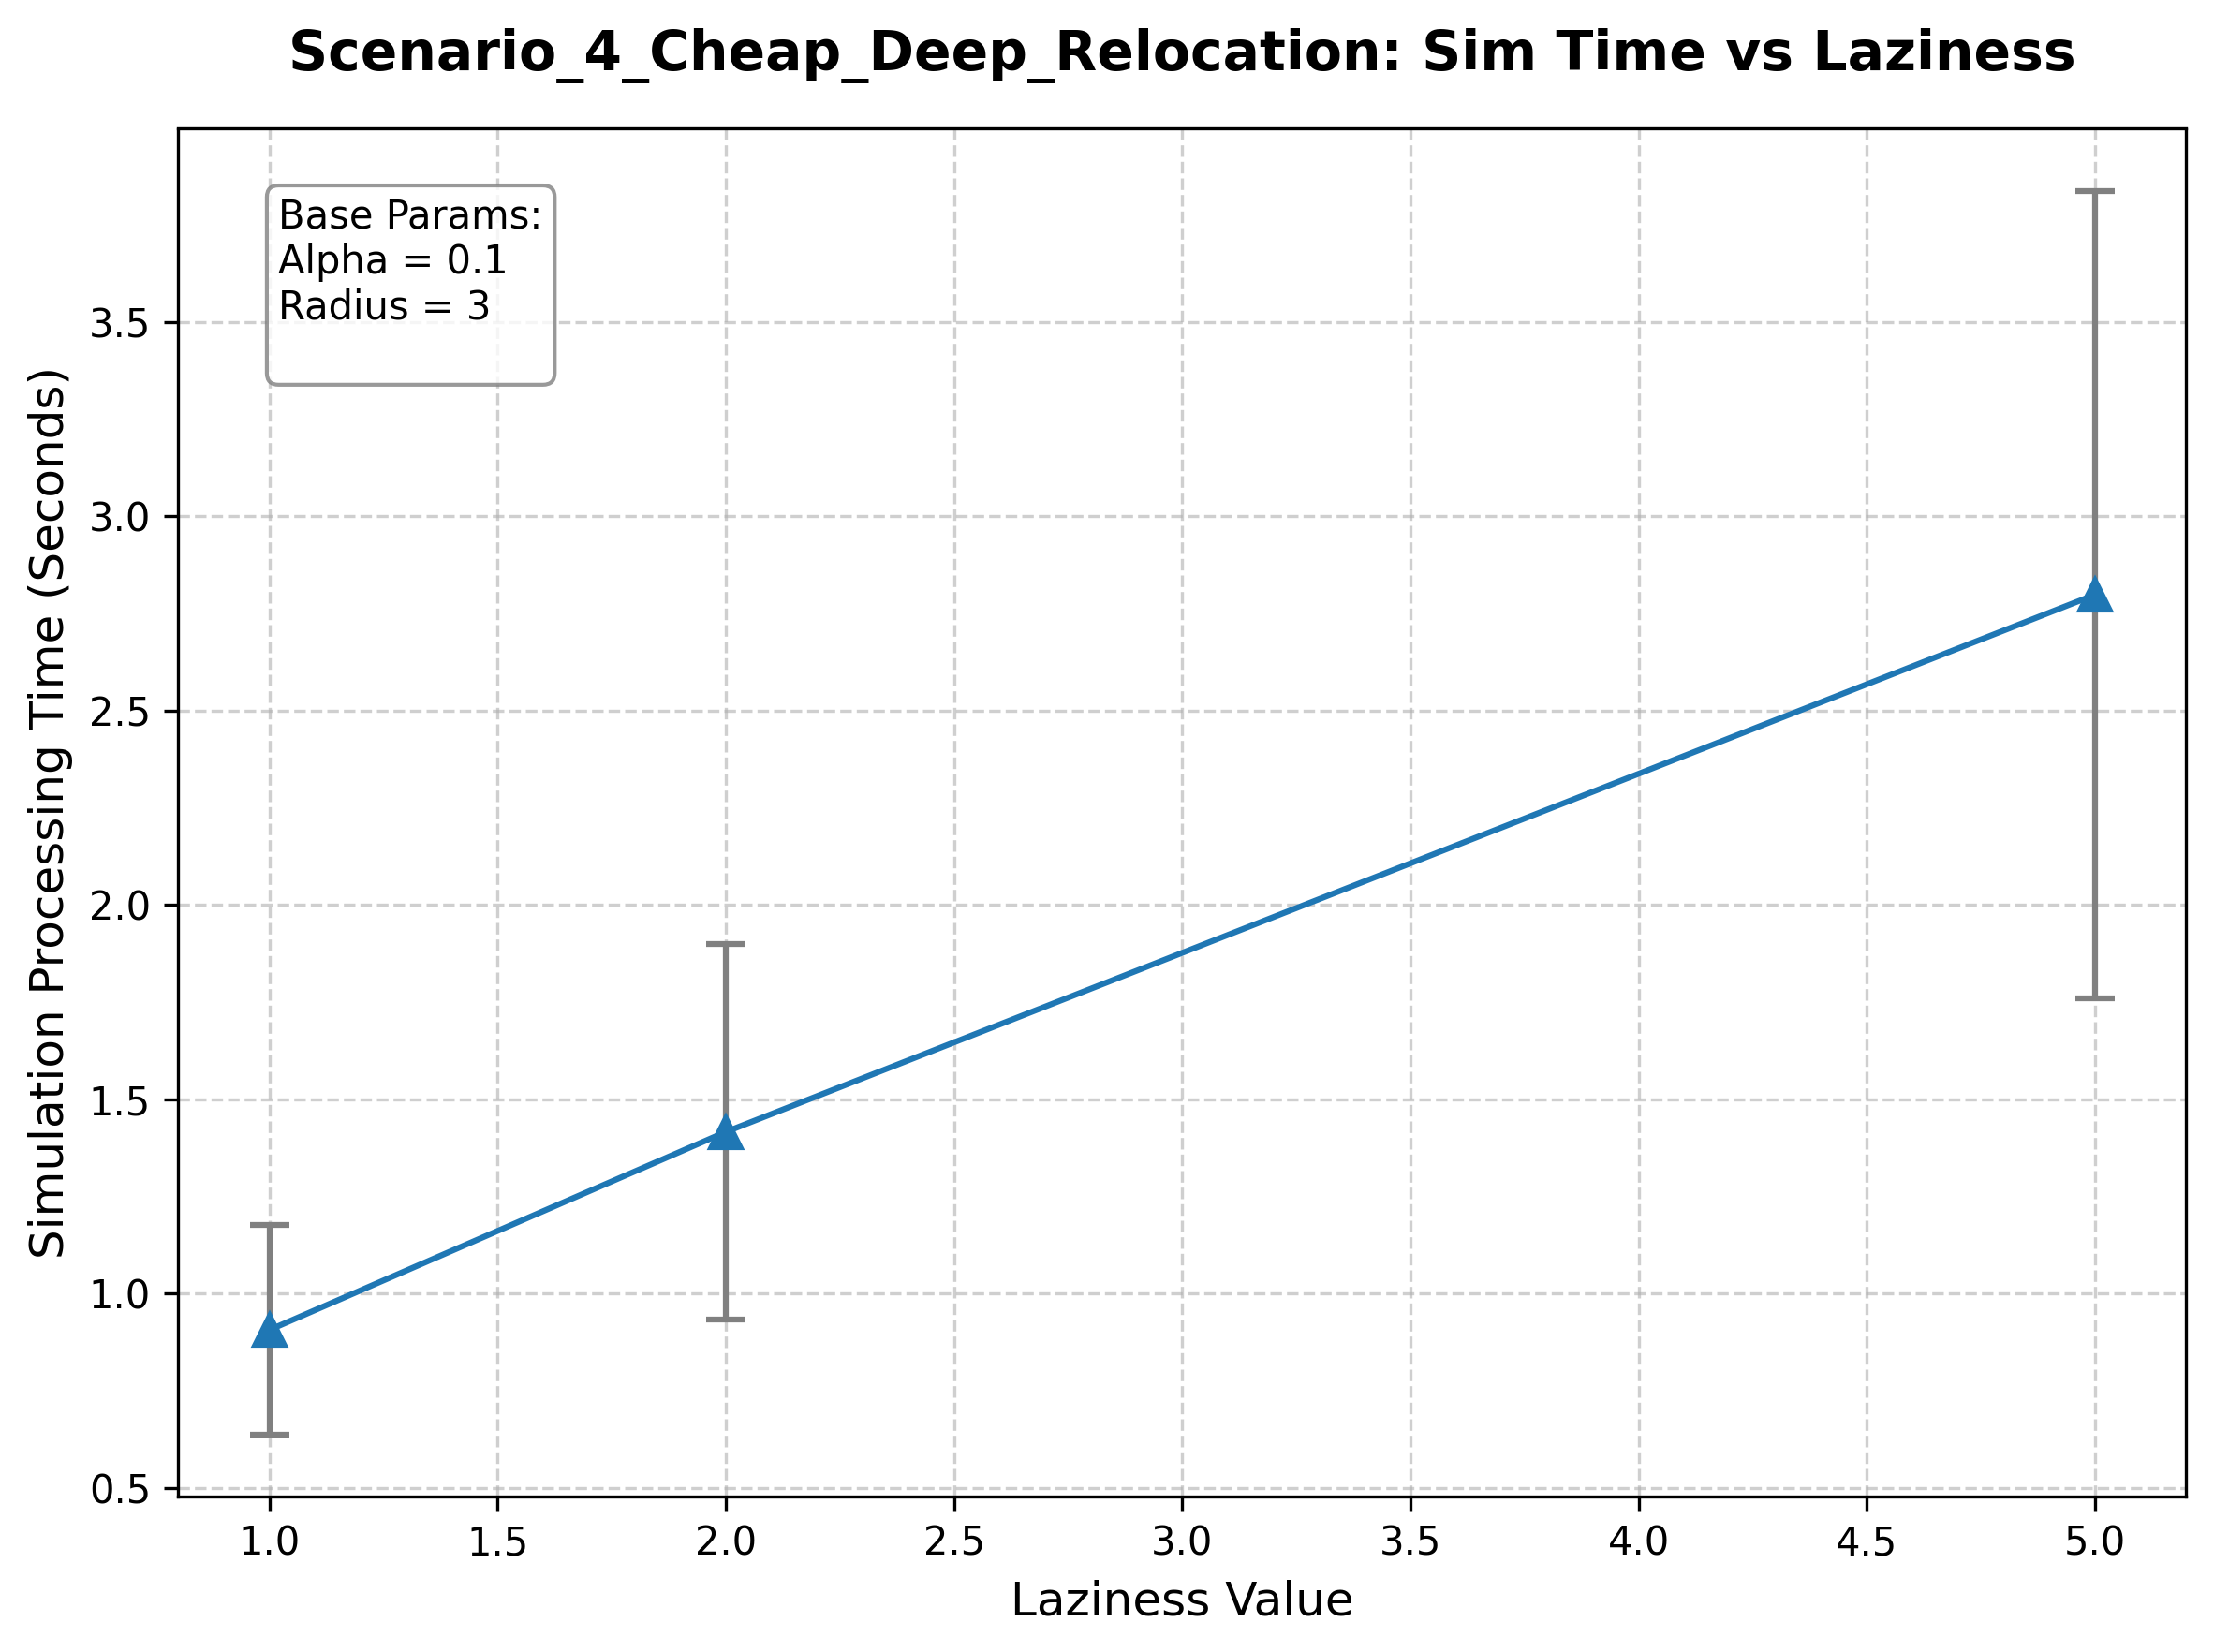 Scenario_4_Cheap_Deep_Relocation: Sim Time vs Laziness
Base Params:
Alpha = 0.1
Radius = 3
Simulation Processing Time (Seconds)
3.5
3.0
2.5
2.0
1.5
1.0
0.5
1.0 1.5 2.0 2.5 3.0 3.5 4.0 4.5 5.0
Laziness Value